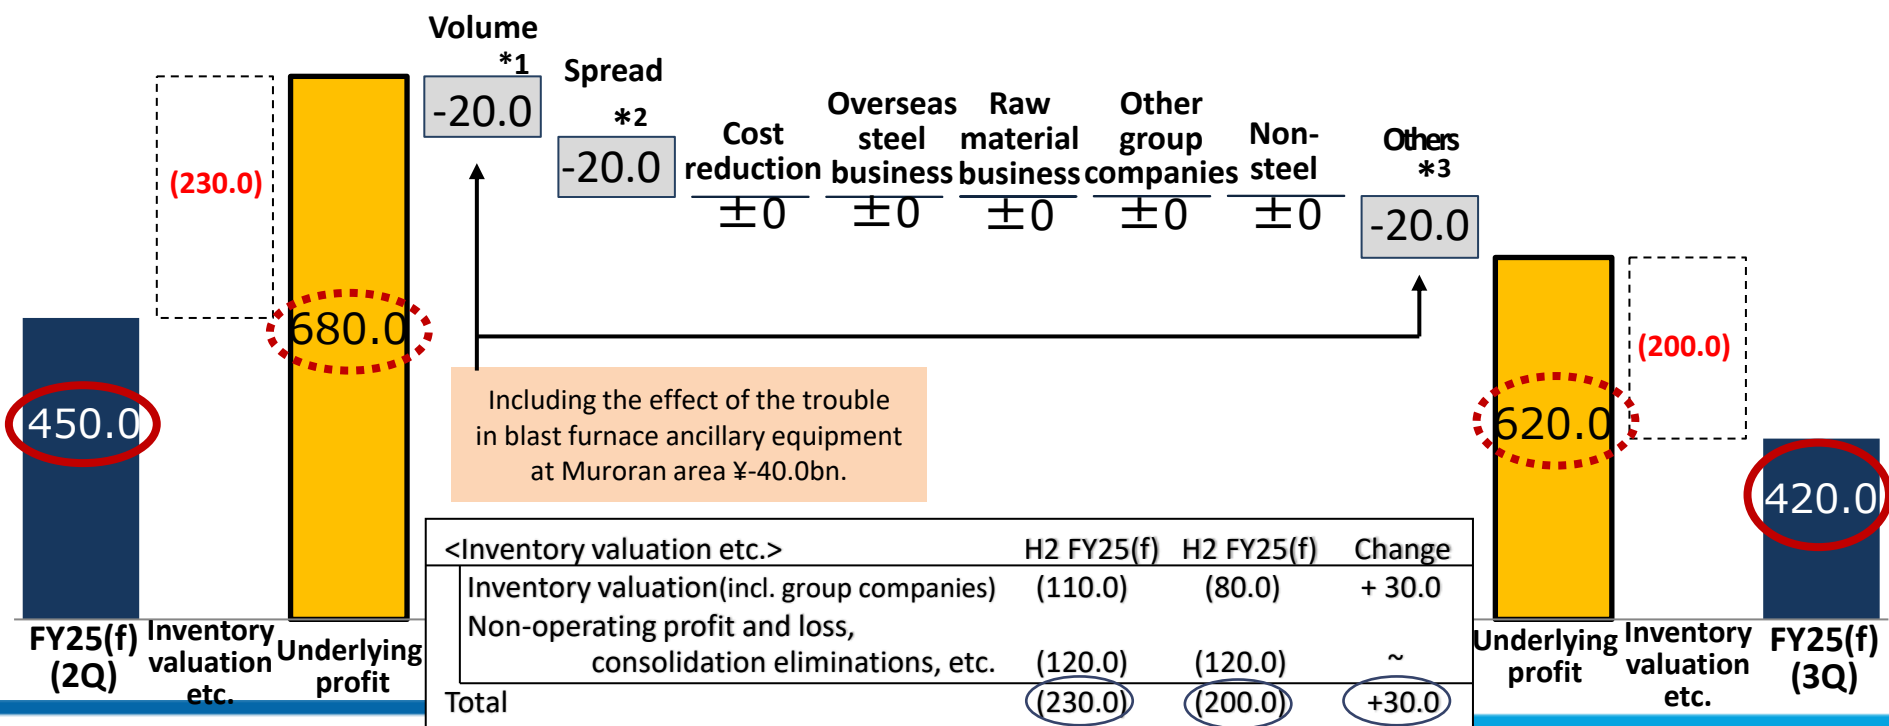 Volume
*1
-20.0
Spread
*2
-20.0
Cost
reduction
±0
Overseas
steel
business
±0
Raw
material
business
±0
Other
group
companies
±0
Non-
steel
±0
Others
*3
-20.0
(230.0)
680.0
450.0
(200.0)
620.0
420.0
Including the effect of the trouble
in blast furnace ancillary equipment
at Muroran area ¥-40.0bn.
<Inventory valuation etc.> H2 FY25(f) H2 FY25(f) Change
Inventory valuation(incl. group companies) (110.0) (80.0) + 30.0
Non-operating profit and loss,
consolidation eliminations, etc. (120.0) (120.0) ~
Total (230.0) (200.0) +30.0
FY25(f)
(2Q)
Inventory
valuation
etc.
Underlying
profit
Underlying
profit
Inventory
valuation
etc.
FY25(f)
(3Q)